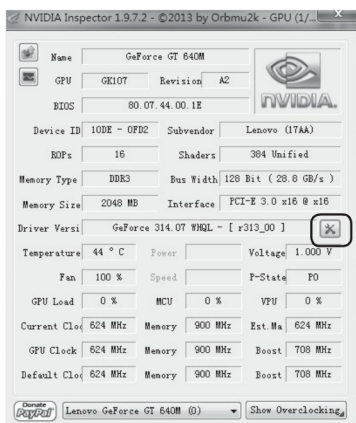 NVIDIA Inspector 1.9.7.2 - ©2013 by Orbmu2k - GPU (1/...
Name GeForce GT 640M
GPU GK107 Revision A2
BIOS 80.07.44.00.1E
NVIDIA.
Device ID 10DE - 0FD2 Subvendor Lenovo (17AA)
ROPs 16 Shaders 384 Unified
Memory Type DDR3 Bus Width 128 Bit ( 28.8 GB/s )
Memory Size 2048 MB Interface PCI-E 3.0 x16 @ x16
Driver Versi GeForce 314.07 WHQL - [ r313_00 ]
Temperature 44 ° C Power Voltage 1.000 V
Fan 100 % Speed P-State P0
GPU Load 0 % MCU 0 % VPU 0 %
Current Cloc 624 MHz Memory 900 MHz Est.Ma 624 MHz
GPU Clock 624 MHz Memory 900 MHz Boost 708 MHz
Default Cloc 624 MHz Memory 900 MHz Boost 708 MHz
Donate
PayPal Lenovo GeForce GT 640M (0) Show Overclocking